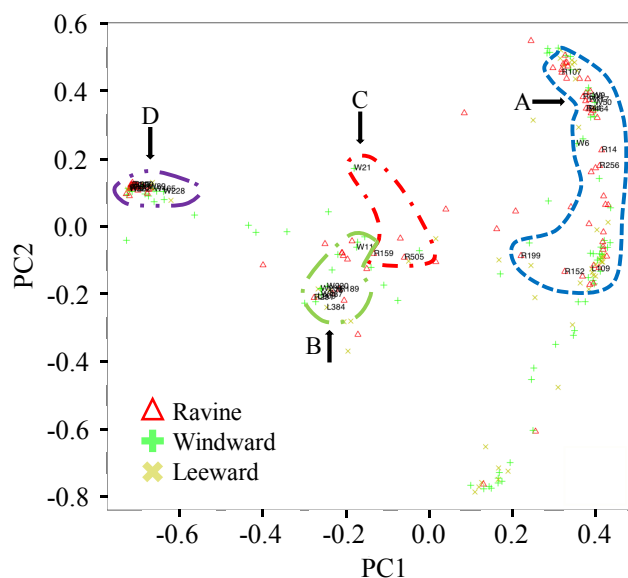 0.6
0.4
0.2
0.0
-0.2
-0.4
-0.6
-0.8
PC2
D
C
A
B
R107
W50
W6
R14
R256
R199
R152
L409
W21
W11
R159
R505
L384
W228
Ravine
Windward
Leeward
-0.6
-0.4
-0.2
0.0
0.2
0.4
PC1